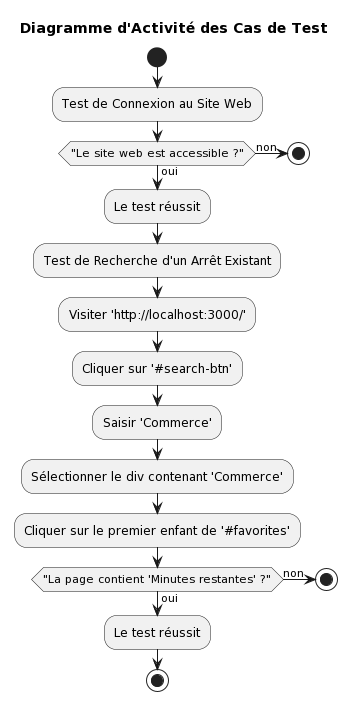 Diagramme d'Activité des Cas de Test
Test de Connexion au Site Web
"Le site web est accessible ?"
non
oui
Le test réussit
Test de Recherche d'un Arrêt Existant
Visiter 'http://localhost:3000/'
Cliquer sur '#search-btn'
Saisir 'Commerce'
Sélectionner le div contenant 'Commerce'
Cliquer sur le premier enfant de '#favorites'
"La page contient 'Minutes restantes' ?"
non
oui
Le test réussit